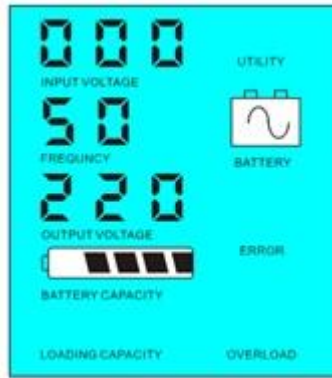 000
UTILITY
INPUT VOLTAGE
50
FREQUNCY
BATTERY
220
OUTPUT VOLTAGE
ERROR
BATTERY CAPACITY
LOADING CAPACITY
OVERLOAD